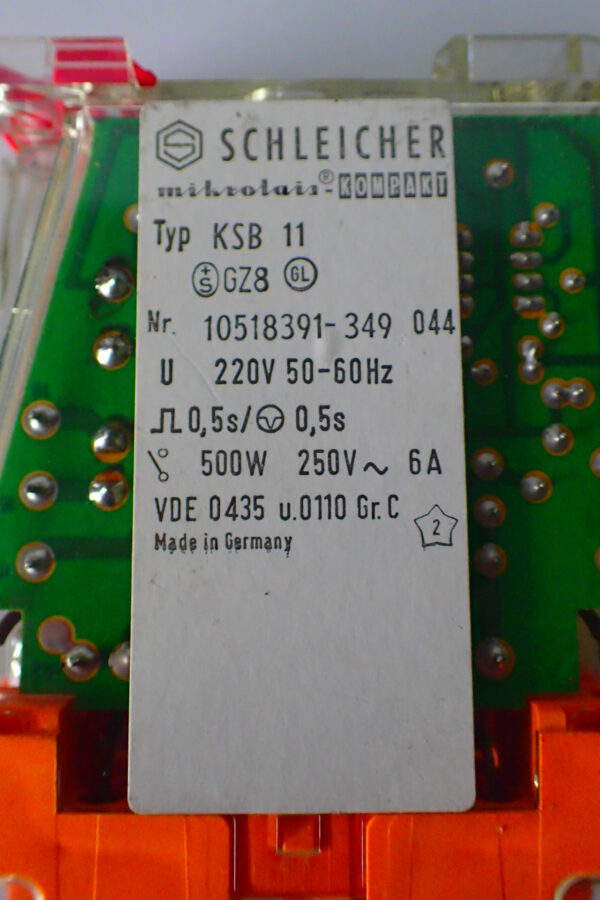 S SCHLEICHER
mikrolais®-KOMPAKT
Typ KSB 11
+S GZ8 GL
Nr. 10518391-349 044
U 220V 50-60Hz
0,5s/ 0,5s
500W 250V~ 6A
VDE 0435 u.0110 Gr.C
2
Made in Germany